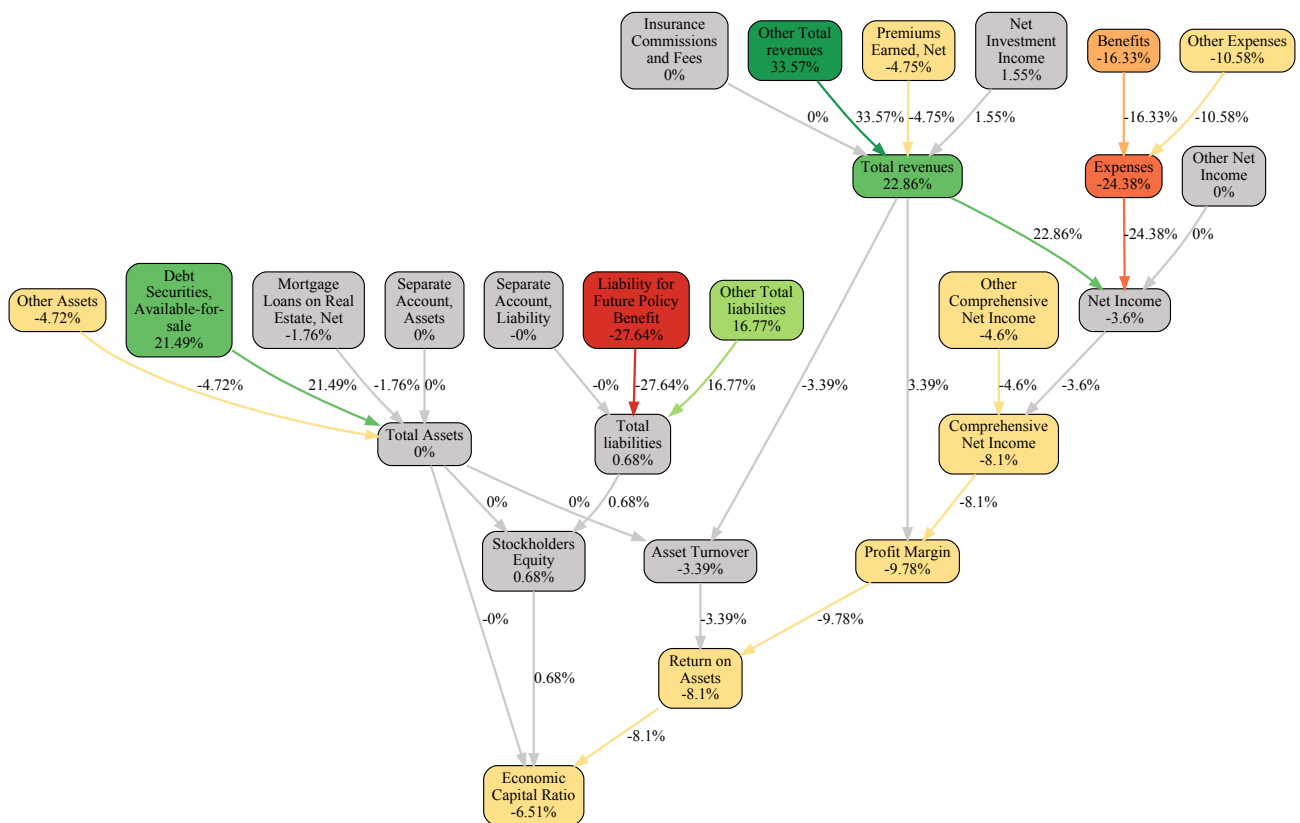 Insurance
Commissions
and Fees
0%
Other Total
revenues
33.57%
Premiums
Earned, Net
-4.75%
Net
Investment
Income
1.55%
Benefits
-16.33%
Other Expenses
-10.58%
0%
33.57%
-4.75%
1.55%
-16.33%
-10.58%
Total revenues
22.86%
Expenses
-24.38%
Other Net
Income
0%
22.86%
-24.38%
0%
Other Assets
-4.72%
Debt
Securities,
Available-for-
sale
21.49%
Mortgage
Loans on Real
Estate, Net
-1.76%
Separate
Account,
Assets
0%
Separate
Account,
Liability
-0%
Liability for
Future Policy
Benefit
-27.64%
Other Total
liabilities
16.77%
Other
Comprehensive
Net Income
-4.6%
Net Income
-3.6%
-4.72%
21.49%
-1.76%
0%
-0%
-27.64%
16.77%
-3.39%
3.39%
-4.6%
-3.6%
Total Assets
0%
Total
liabilities
0.68%
Comprehensive
Net Income
-8.1%
0%
0%
0.68%
-8.1%
Stockholders
Equity
0.68%
Asset Turnover
-3.39%
Profit Margin
-9.78%
-0%
-3.39%
-9.78%
Return on
Assets
-8.1%
0.68%
-8.1%
Economic
Capital Ratio
-6.51%